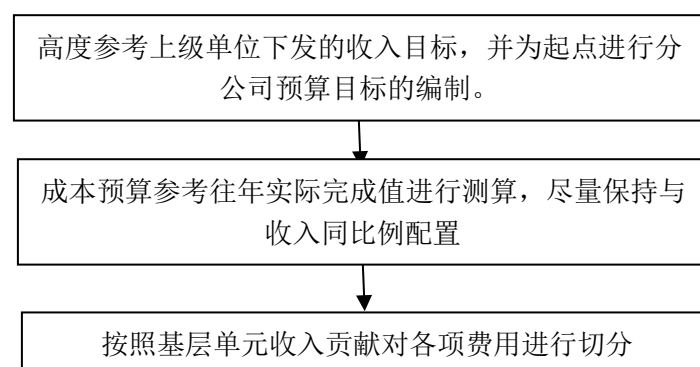 高度参考上级单位下发的收入目标，并为起点进行分
公司预算目标的编制。
成本预算参考往年实际完成值进行测算，尽量保持与
收入同比例配置
按照基层单元收入贡献对各项费用进行切分